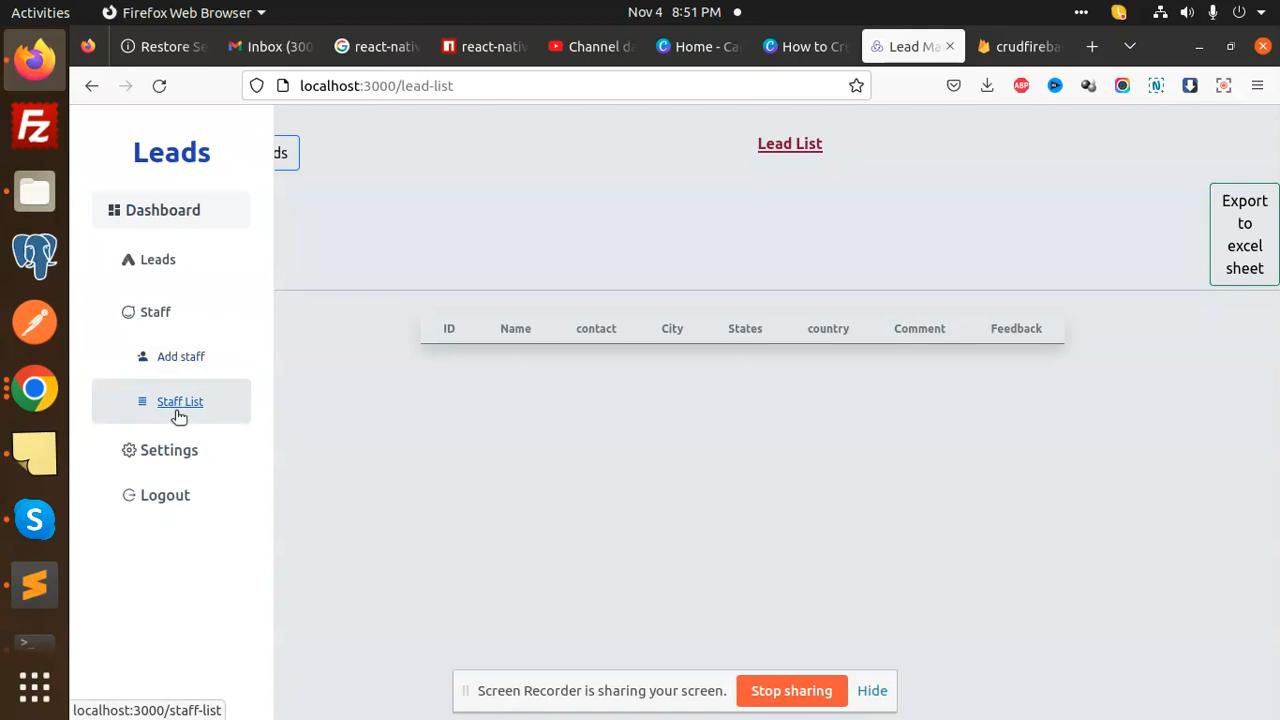 Activities
Firefox Web Browser
Nov 4 8:51 PM
Restore Se
Inbox (300
react-nati
react-nati
Channel da
Home - Ca
How to Cr
Lead Ma
crudfireba
localhost:3000/lead-list
ABP
N
Leads
ds
Lead List
Dashboard
Export
to
excel
sheet
Leads
Staff
ID Name contact City States country Comment Feedback
Add staff
Staff List
Settings
Logout
Screen Recorder is sharing your screen.
Stop sharing
Hide
localhost:3000/staff-list